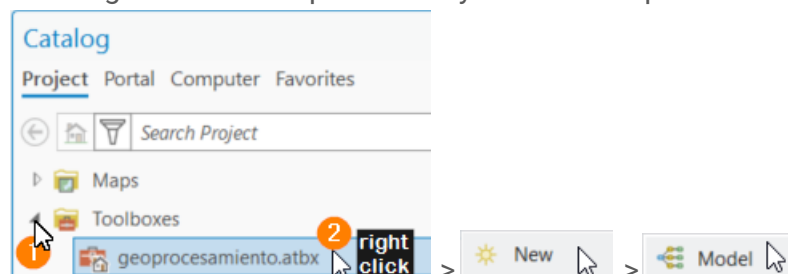 Catalog
Project Portal Computer Favorites
Search Project
Maps
Toolboxes
1
2
right
click
geoprocesamiento.atbx
> New > Model